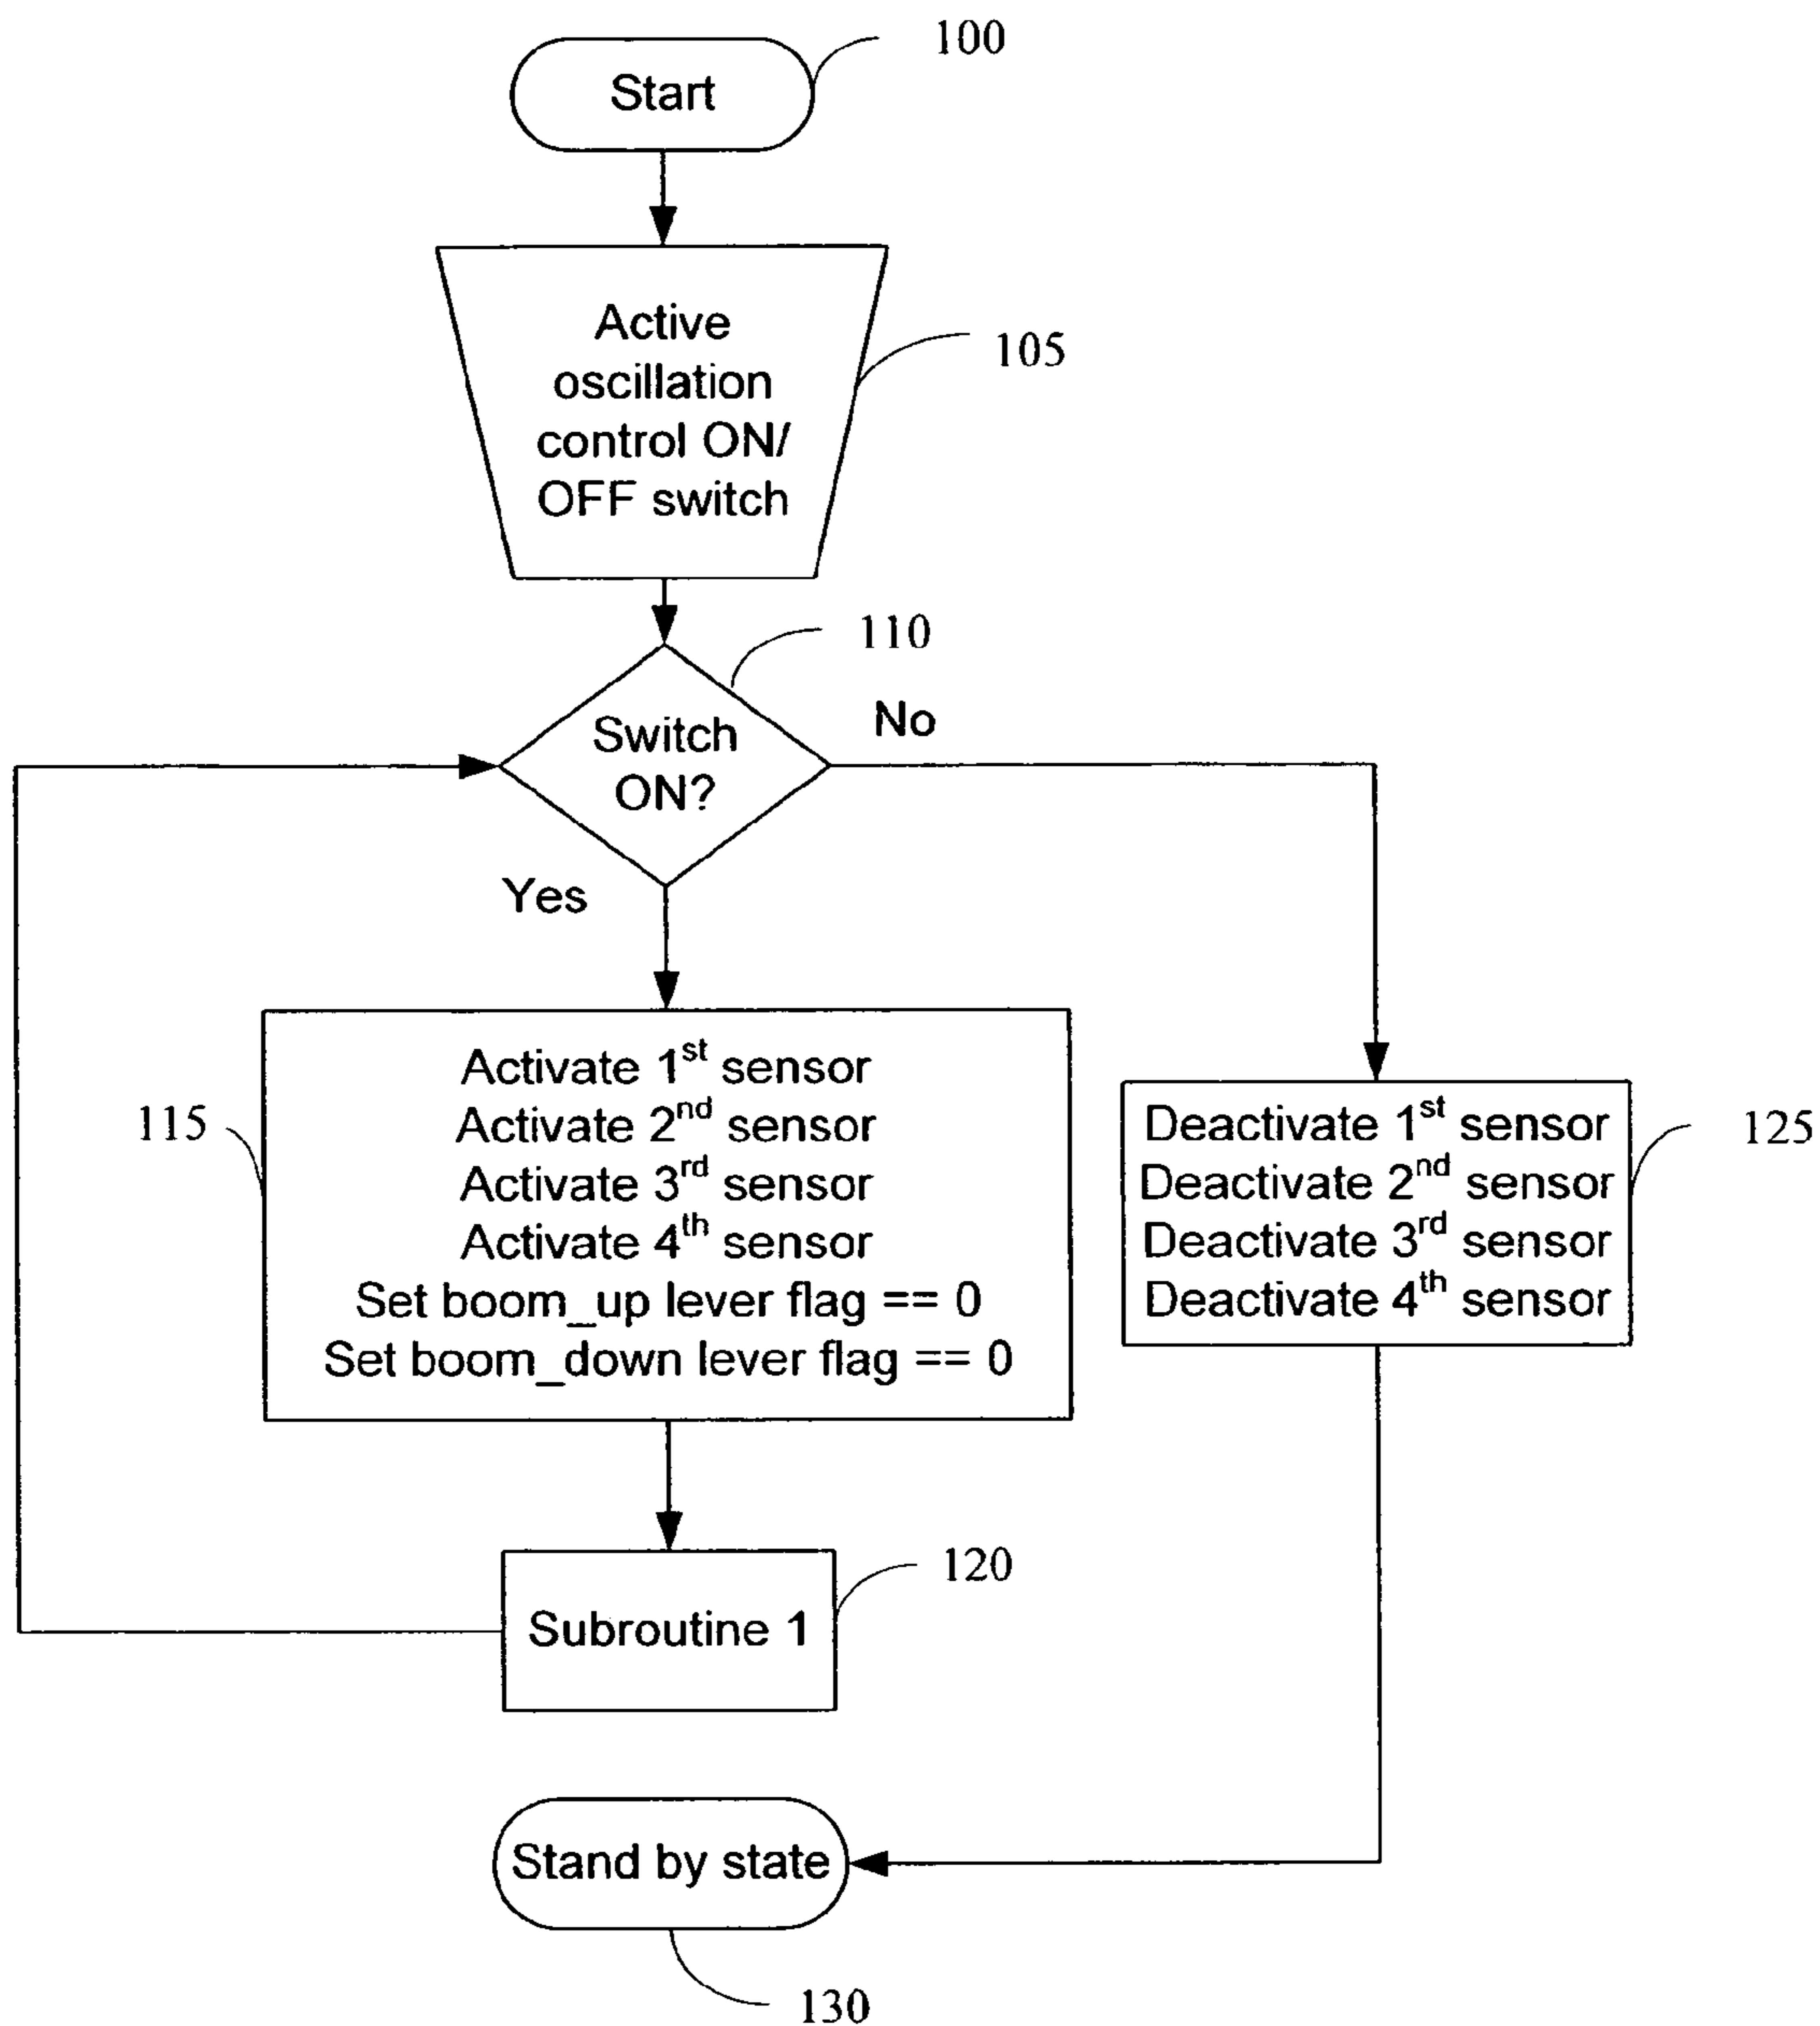 100
Start
Active
oscillation
control ON/
OFF switch
105
110
Switch
ON?
No
Yes
115
Activate 1st sensor
Activate 2nd sensor
Activate 3rd sensor
Activate 4th sensor
Set boom_up lever flag == 0
Set boom_down lever flag == 0
Deactivate 1st sensor
Deactivate 2nd sensor
Deactivate 3rd sensor
Deactivate 4th sensor
125
120
Subroutine 1
Stand by state
130